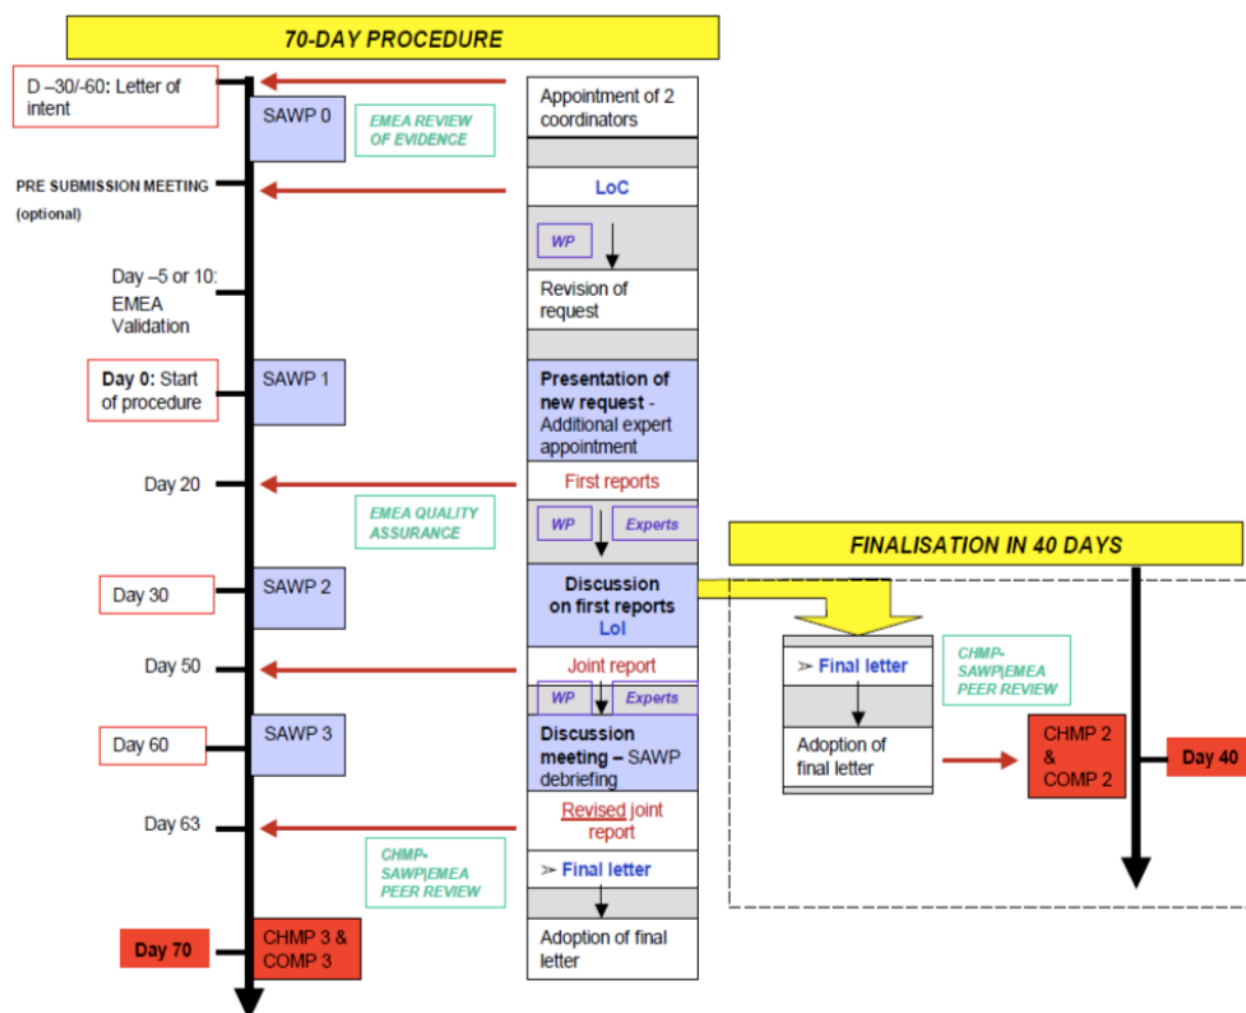 70-DAY PROCEDURE
D –30/-60: Letter of
intent
SAWP 0
EMEA REVIEW
OF EVIDENCE
Appointment of 2
coordinators
PRE SUBMISSION MEETING
(optional)
LoC
WP
Day –5 or 10:
EMEA
Validation
Revision of
request
Day 0: Start
of procedure
SAWP 1
Presentation of
new request -
Additional expert
appointment
Day 20
First reports
EMEA QUALITY
ASSURANCE
WP
Experts
Day 30
SAWP 2
Discussion
on first reports
LoI
Day 50
Joint report
WP
Experts
Day 60
SAWP 3
Discussion
meeting – SAWP
debriefing
Day 63
Revised joint
report
CHMP-
SAWP|EMEA
PEER REVIEW
➢ Final letter
Day 70
CHMP 3 &
COMP 3
Adoption of final
letter
FINALISATION IN 40 DAYS
➢ Final letter
CHMP-
SAWP|EMEA
PEER REVIEW
Adoption of
final letter
CHMP 2
&
COMP 2
Day 40